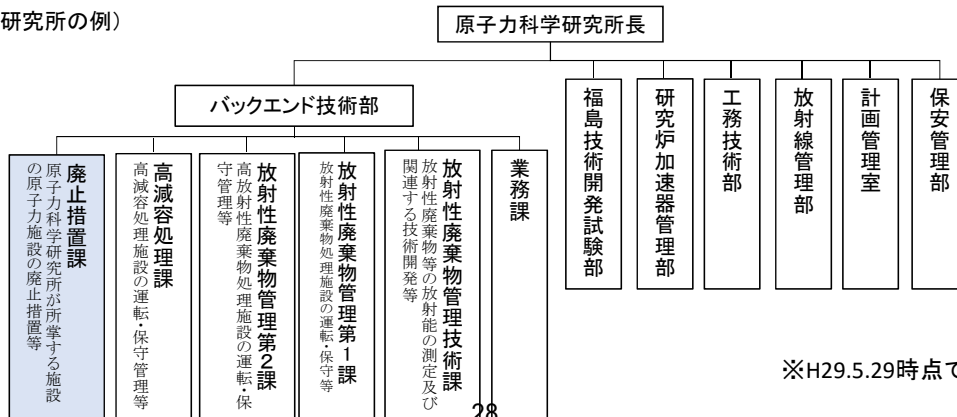 研究所の例）
原子力科学研究所長
バックエンド技術部
福島技術開発試験部
研究炉加速器管理部
工務技術部
放射線管理部
計画管理室
保安管理部
廃止措置課
原子力科学研究所が所掌する施設
の原子力施設の廃止措置等
高減容処理課
高減容処理施設の運転・保守管理等
放射性廃棄物管理第２課
高放射性廃棄物処理施設の運転・保
守管理等
放射性廃棄物管理第１課
放射性廃棄物処理施設の運転・保守等
放射性廃棄物管理技術課
放射性廃棄物等の放射能の測定及び
関連する技術開発等
業務課
※H29.5.29時点で
28